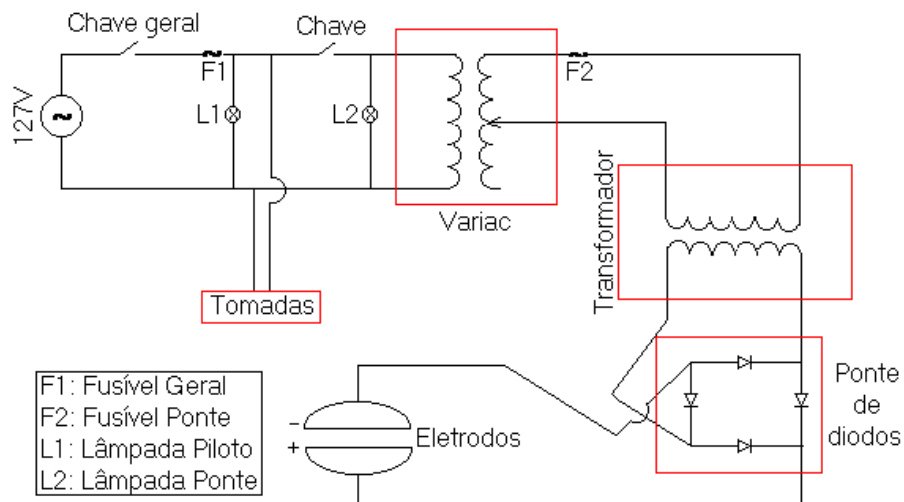 Chave geral
Chave
F1
F2
127V
L1
L2
Variac
Transformador
Tomadas
F1: Fusível Geral
F2: Fusível Ponte
L1: Lâmpada Piloto
L2: Lâmpada Ponte
−
+
Eletrodos
Ponte
de
diodos